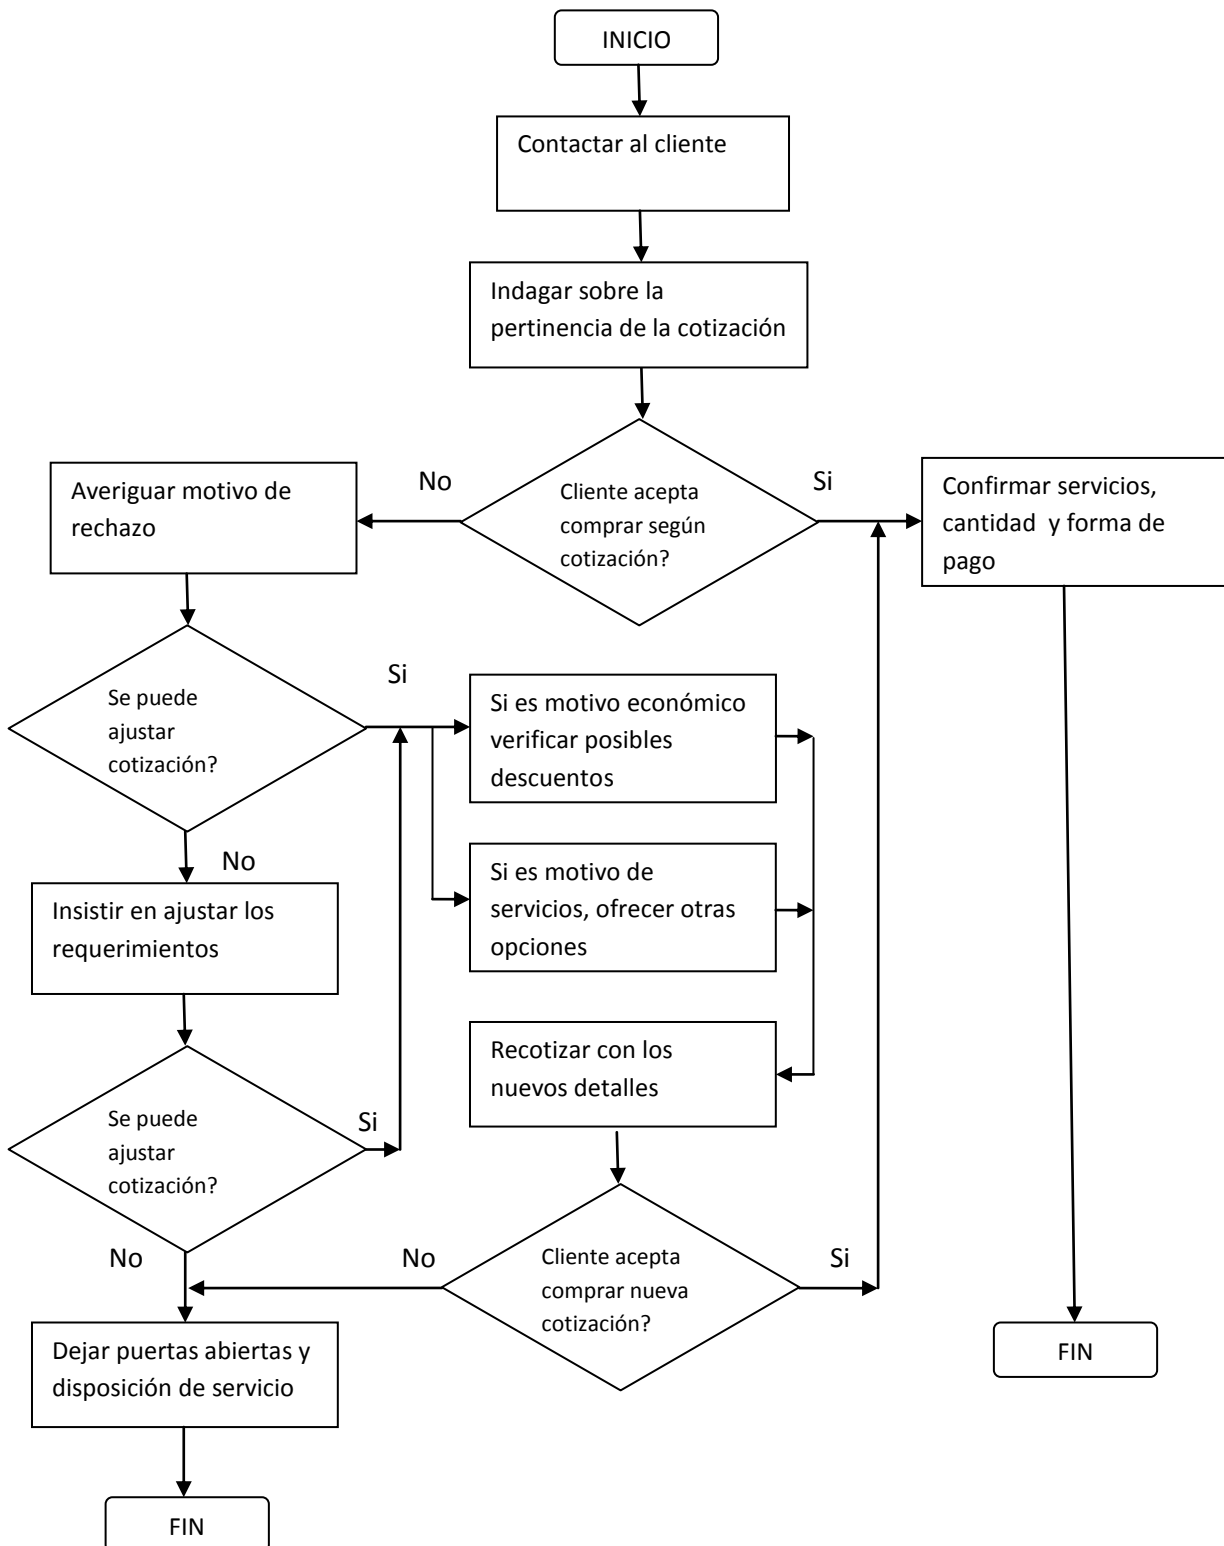 INICIO
Contactar al cliente
Indagar sobre la
pertinencia de la cotización
No
Cliente acepta
comprar según
cotización?
Si
Averiguar motivo de
rechazo
Confirmar servicios,
cantidad  y forma de
pago
Se puede
ajustar
cotización?
Si
Si es motivo económico
verificar posibles
descuentos
No
Insistir en ajustar los
requerimientos
Si es motivo de
servicios, ofrecer otras
opciones
Recotizar con los
nuevos detalles
Se puede
ajustar
cotización?
Si
No
No
Cliente acepta
comprar nueva
cotización?
Si
Dejar puertas abiertas y
disposición de servicio
FIN
FIN